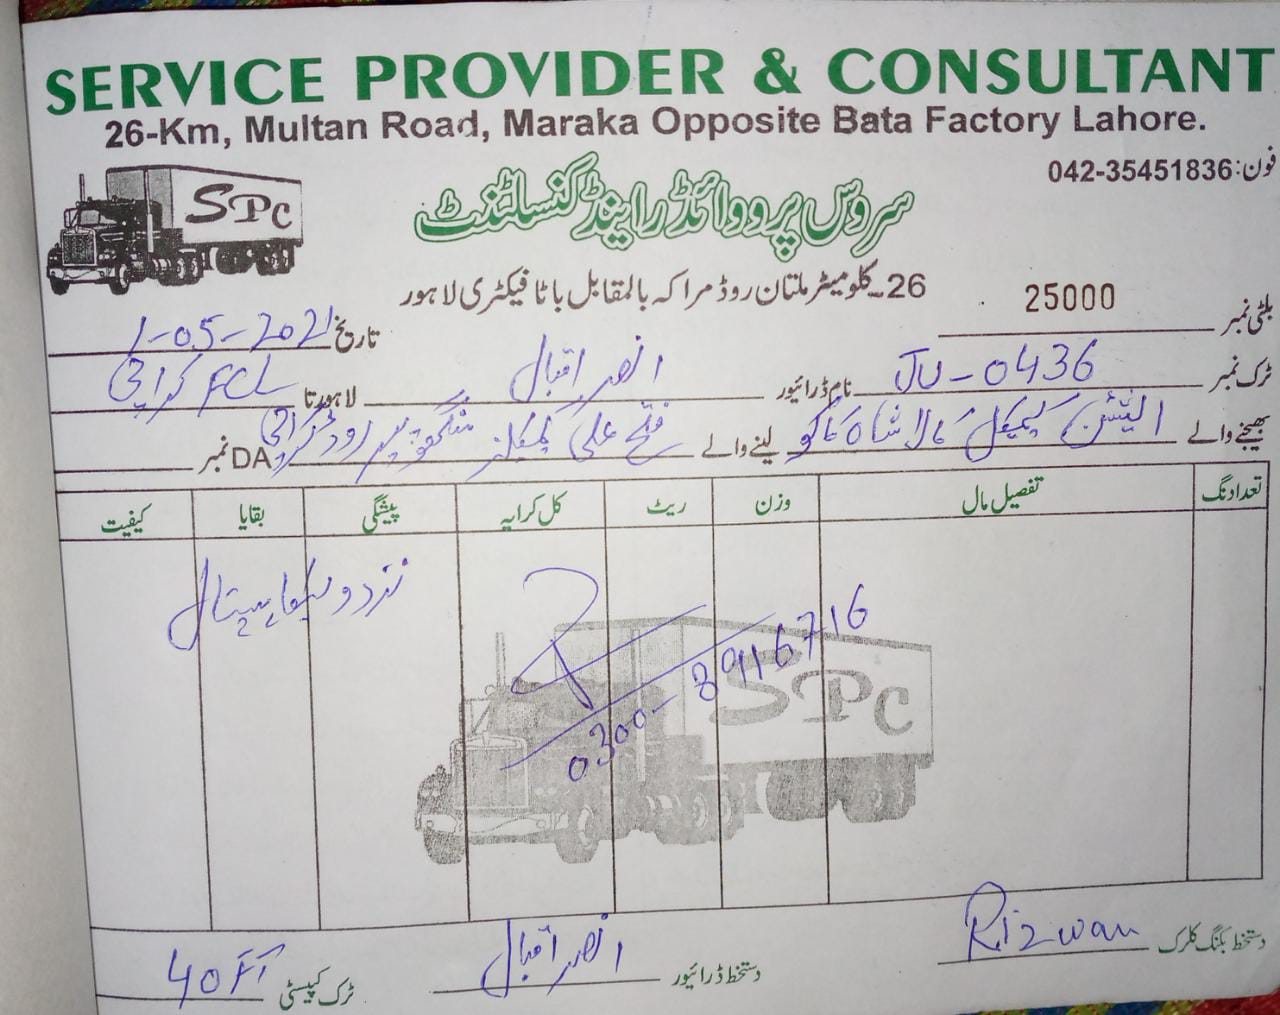 SERVICE PROVIDER & CONSULTANT
26-Km, Multan Road, Maraka Opposite Bata Factory Lahore.
فون: 042-35451836
SPC
سروس پرووائڈر اینڈ کنسلٹنٹ
26۔کلومیٹر ملتان روڈ مراکہ بالمقابل باٹا فیکٹری لاہور
بلٹی نمبر 25000
تاریخ 1-05-2021
ٹرک نمبر JU-0436 نام ڈرائیور انصر اقبال لاہور تا FCL کراچی
بھیجنے والے کیمیکل کالا شاہ کاکو لینے والے فتح علی کیمیکلز منگھوپیر روڈ کراچی DA نمبر
تعداد نگ تفصیل مال وزن ریٹ کل کرایہ پیشگی بقایا کیفیت
نزد ولیکا ہسپتال
0300-8916716
SPC
دستخط بکنگ کلرک Rizwan
دستخط ڈرائیور انصر اقبال
ٹرک کپیسٹی 40 FT